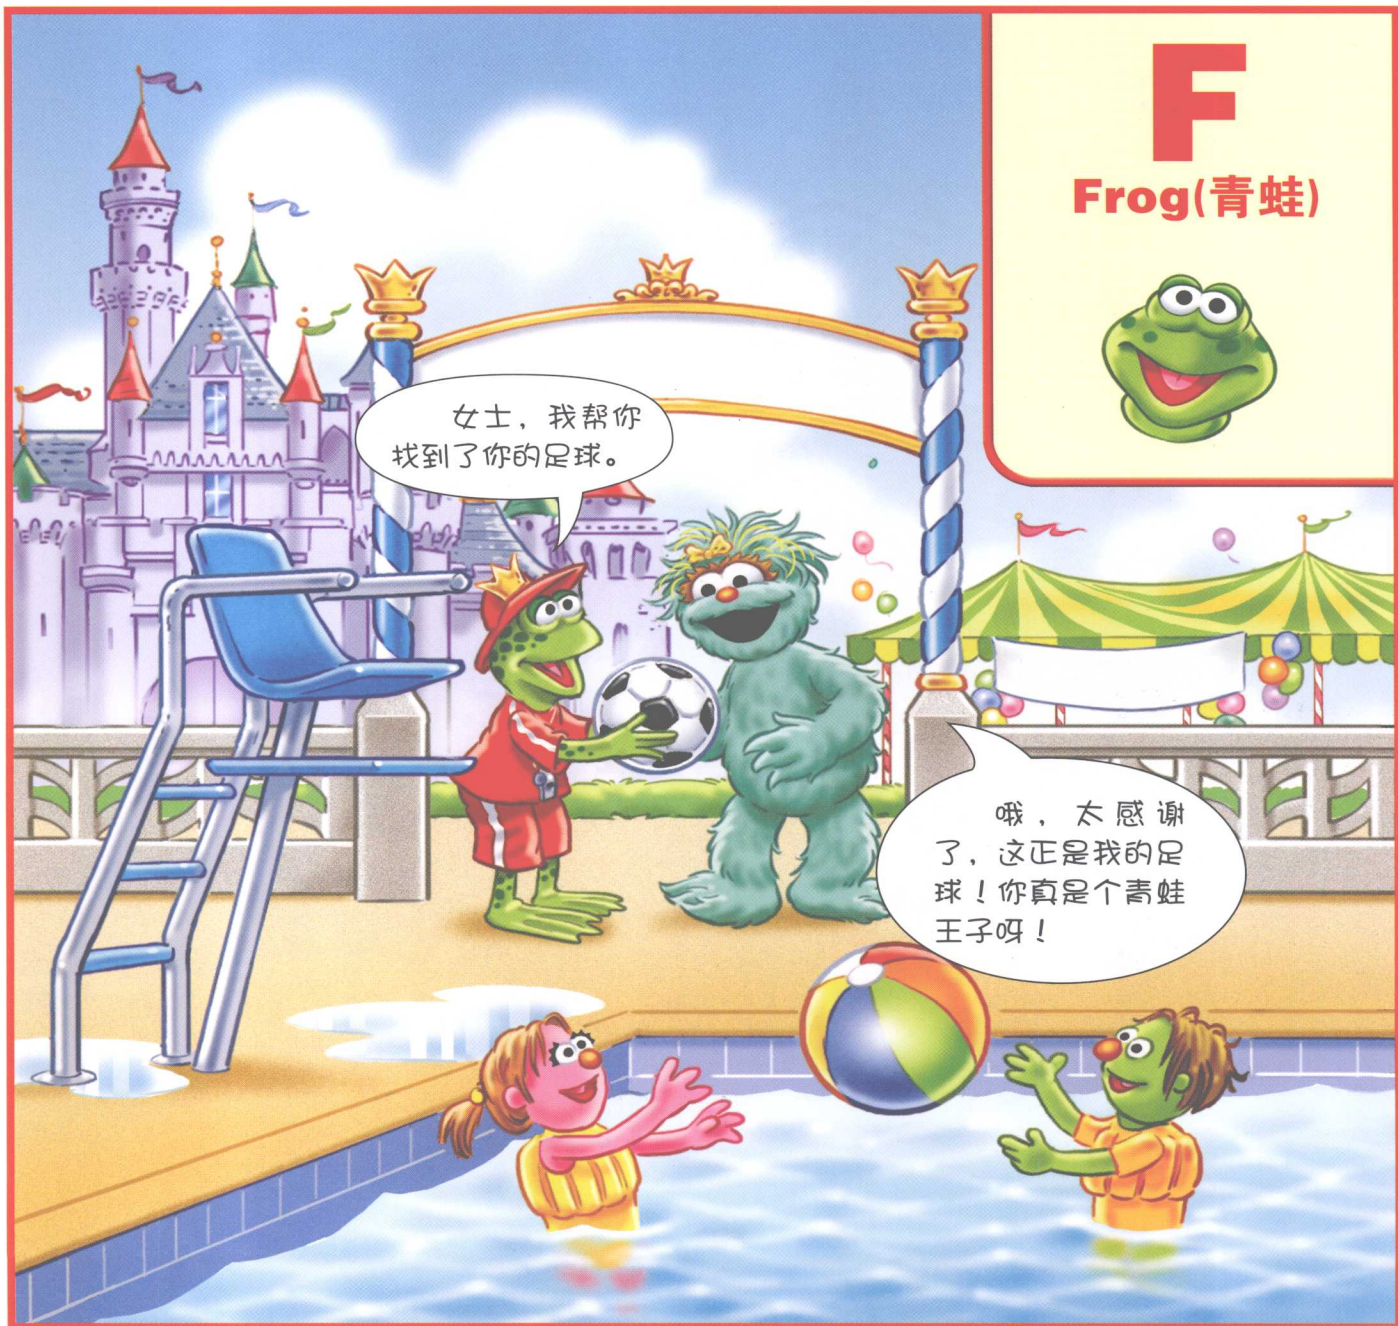 F
Frog(青蛙)
女士，我帮你
找到了你的足球。
哦，太感谢
了，这正是我的足
球！你真是个青蛙
王子呀！